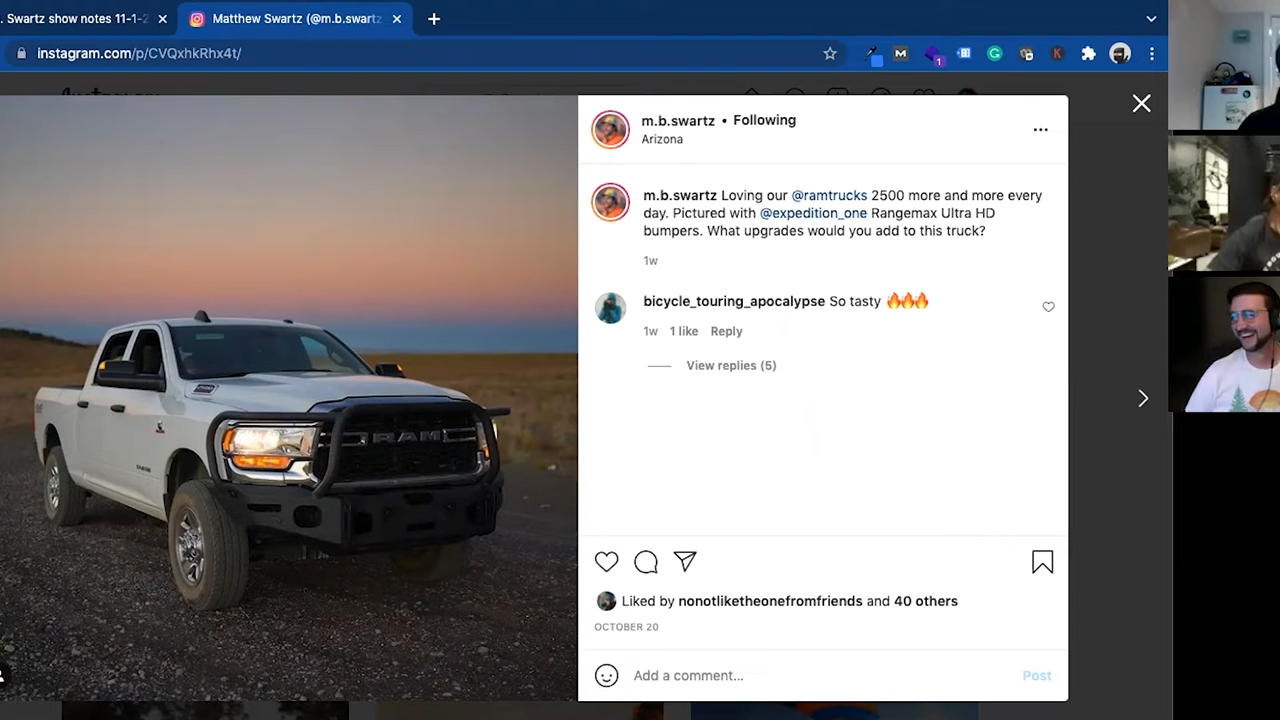 . Swartz show notes 11-1-2
Matthew Swartz (@m.b.swartz
instagram.com/p/CVQxhkRhx4t/
M
1
K
m.b.swartz • Following
Arizona
m.b.swartz Loving our @ramtrucks 2500 more and more every
day. Pictured with @expedition_one Rangemax Ultra HD
bumpers. What upgrades would you add to this truck?
1w
bicycle_touring_apocalypse So tasty 🔥🔥🔥
1w 1 like Reply
View replies (5)
RAM
Liked by nonotliketheonefromfriends and 40 others
OCTOBER 20
Add a comment...
Post